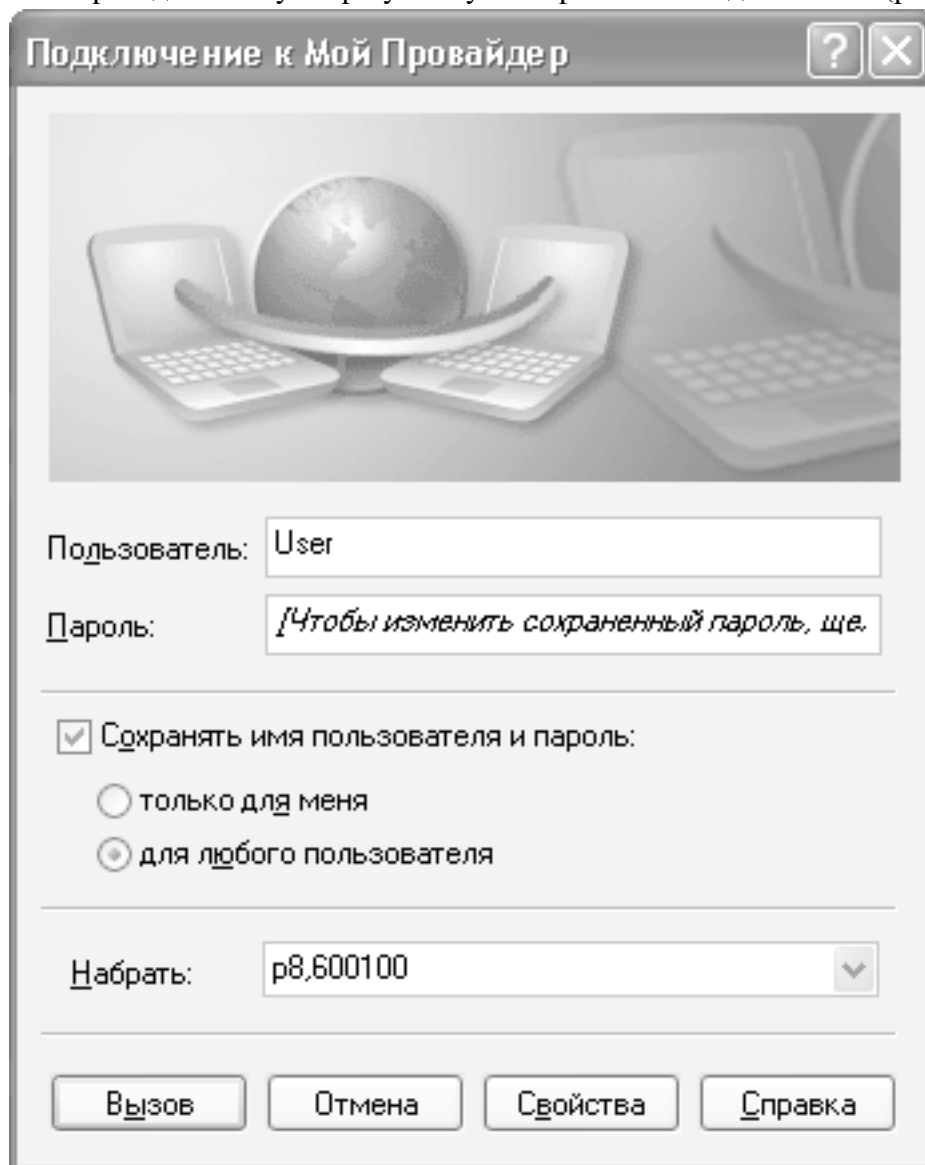 Подключение к Мой Провайдер
Пользователь: User
Пароль: [Чтобы изменить сохраненный пароль, ще.
Сохранять имя пользователя и пароль:
только для меня
для любого пользователя
Набрать: p8,600100
Вызов Отмена Свойства Справка